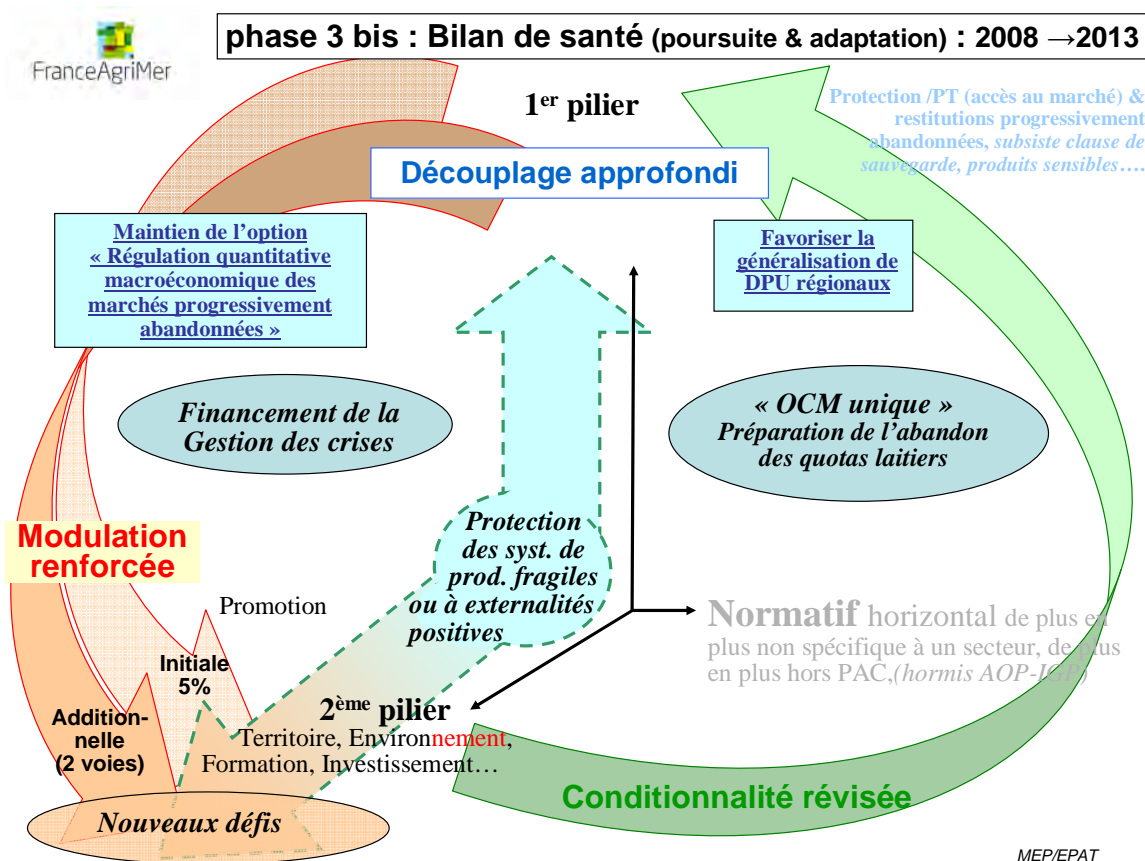 FranceAgriMer
phase 3 bis : Bilan de santé (poursuite & adaptation) : 2008 →2013
1er pilier
Protection /PT (accès au marché) &
restitutions progressivement
abandonnées, subsiste clause de
sauvegarde, produits sensibles….
Découplage approfondi
Maintien de l'option
« Régulation quantitative
macroéconomique des
marchés progressivement
abandonnées »
Favoriser la
généralisation de
DPU régionaux
Financement de la
Gestion des crises
« OCM unique »
Préparation de l'abandon
des quotas laitiers
Modulation
renforcée
Protection
des syst. de
prod. fragiles
ou à externalités
positives
Promotion
Normatif horizontal de plus en
plus non spécifique à un secteur, de plus
en plus hors PAC,(hormis AOP-IGP)
Initiale
5%
Addition-
nelle
(2 voies)
2ème pilier
Territoire, Environnement,
Formation, Investissement…
Conditionnalité révisée
Nouveaux défis
MEP/EPAT